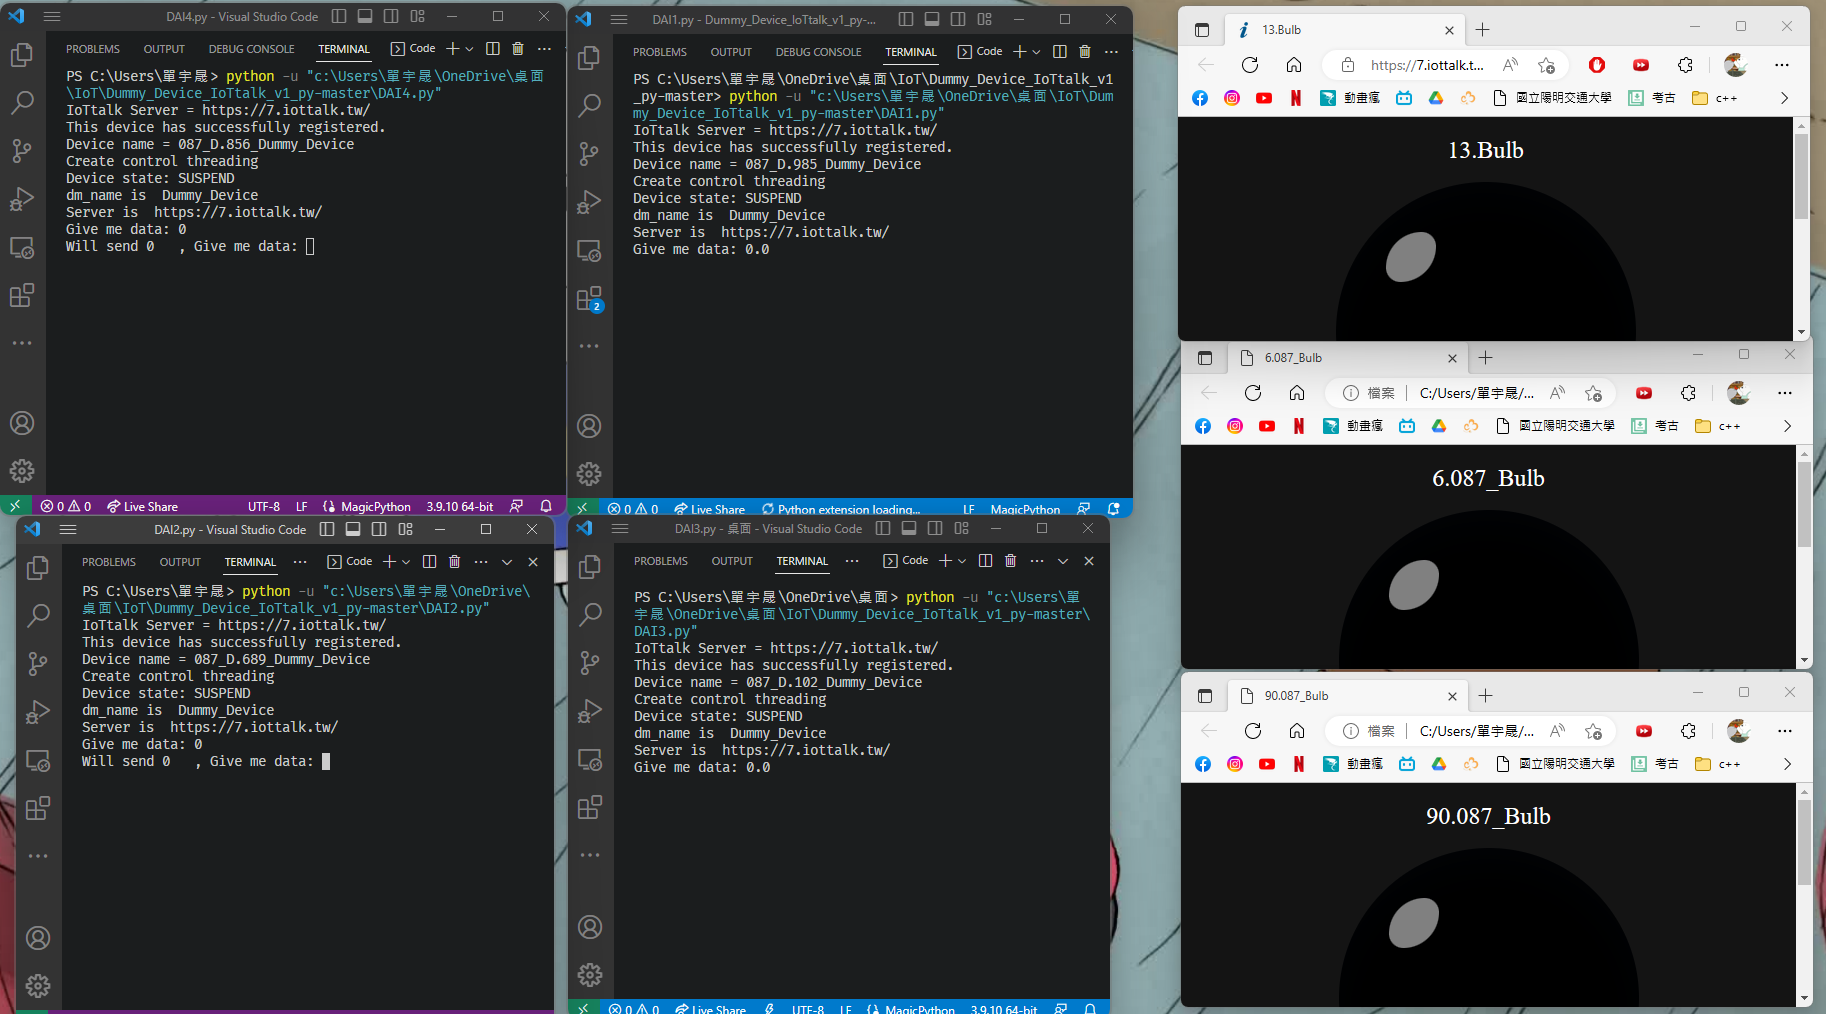 DAI4.py - Visual Studio Code
PROBLEMS OUTPUT DEBUG CONSOLE TERMINAL Code
PS C:\Users\單宇晟> python -u "c:\Users\單宇晟\OneDrive\桌面
\IoT\Dummy_Device_IoTtalk_v1_py-master\DAI4.py"
IoTtalk Server = https://7.iottalk.tw/
This device has successfully registered.
Device name = 087_D.856_Dummy_Device
Create control threading
Device state: SUSPEND
dm_name is  Dummy_Device
Server is  https://7.iottalk.tw/
Give me data: 0
Will send 0   , Give me data:
0 0 Live Share UTF-8 LF MagicPython 3.9.10 64-bit
DAI1.py - Dummy_Device_IoTtalk_v1_py-...
PROBLEMS OUTPUT DEBUG CONSOLE TERMINAL Code
PS C:\Users\單宇晟\OneDrive\桌面\IoT\Dummy_Device_IoTtalk_v1
_py-master> python -u "c:\Users\單宇晟\OneDrive\桌面\IoT\Dum
my_Device_IoTtalk_v1_py-master\DAI1.py"
IoTtalk Server = https://7.iottalk.tw/
This device has successfully registered.
Device name = 087_D.985_Dummy_Device
Create control threading
Device state: SUSPEND
dm_name is  Dummy_Device
Server is  https://7.iottalk.tw/
Give me data: 0.0
2
0 0 Live Share Python extension loading... LF MagicPython
DAI2.py - Visual Studio Code
PROBLEMS OUTPUT TERMINAL ... Code
PS C:\Users\單宇晟> python -u "c:\Users\單宇晟\OneDrive\
桌面\IoT\Dummy_Device_IoTtalk_v1_py-master\DAI2.py"
IoTtalk Server = https://7.iottalk.tw/
This device has successfully registered.
Device name = 087_D.689_Dummy_Device
Create control threading
Device state: SUSPEND
dm_name is  Dummy_Device
Server is  https://7.iottalk.tw/
Give me data: 0
Will send 0   , Give me data:
DAI3.py - 桌面 - Visual Studio Code
PROBLEMS OUTPUT TERMINAL ... Code
PS C:\Users\單宇晟\OneDrive\桌面> python -u "c:\Users\單
宇晟\OneDrive\桌面\IoT\Dummy_Device_IoTtalk_v1_py-master\
DAI3.py"
IoTtalk Server = https://7.iottalk.tw/
This device has successfully registered.
Device name = 087_D.102_Dummy_Device
Create control threading
Device state: SUSPEND
dm_name is  Dummy_Device
Server is  https://7.iottalk.tw/
Give me data: 0.0
0 0 Live Share UTF-8 LF MagicPython 3.9.10 64-bit
13.Bulb
https://7.iottalk.t...
動畫瘋 國立陽明交通大學 考古 c++
13.Bulb
6.087_Bulb
檔案 C:/Users/單宇晟/...
動畫瘋 國立陽明交通大學 考古 c++
6.087_Bulb
90.087_Bulb
檔案 C:/Users/單宇晟/...
動畫瘋 國立陽明交通大學 考古 c++
90.087_Bulb